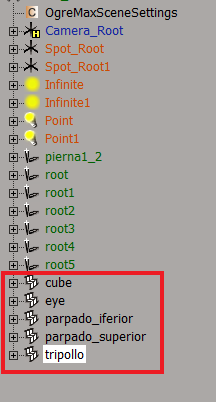 OgreMaxSceneSettings
Camera_Root
Spot_Root
Spot_Root1
Infinite
Infinite1
Point
Point1
pierna1_2
root
root1
root2
root3
root4
root5
cube
eye
parpado_iferior
parpado_superior
tripollo